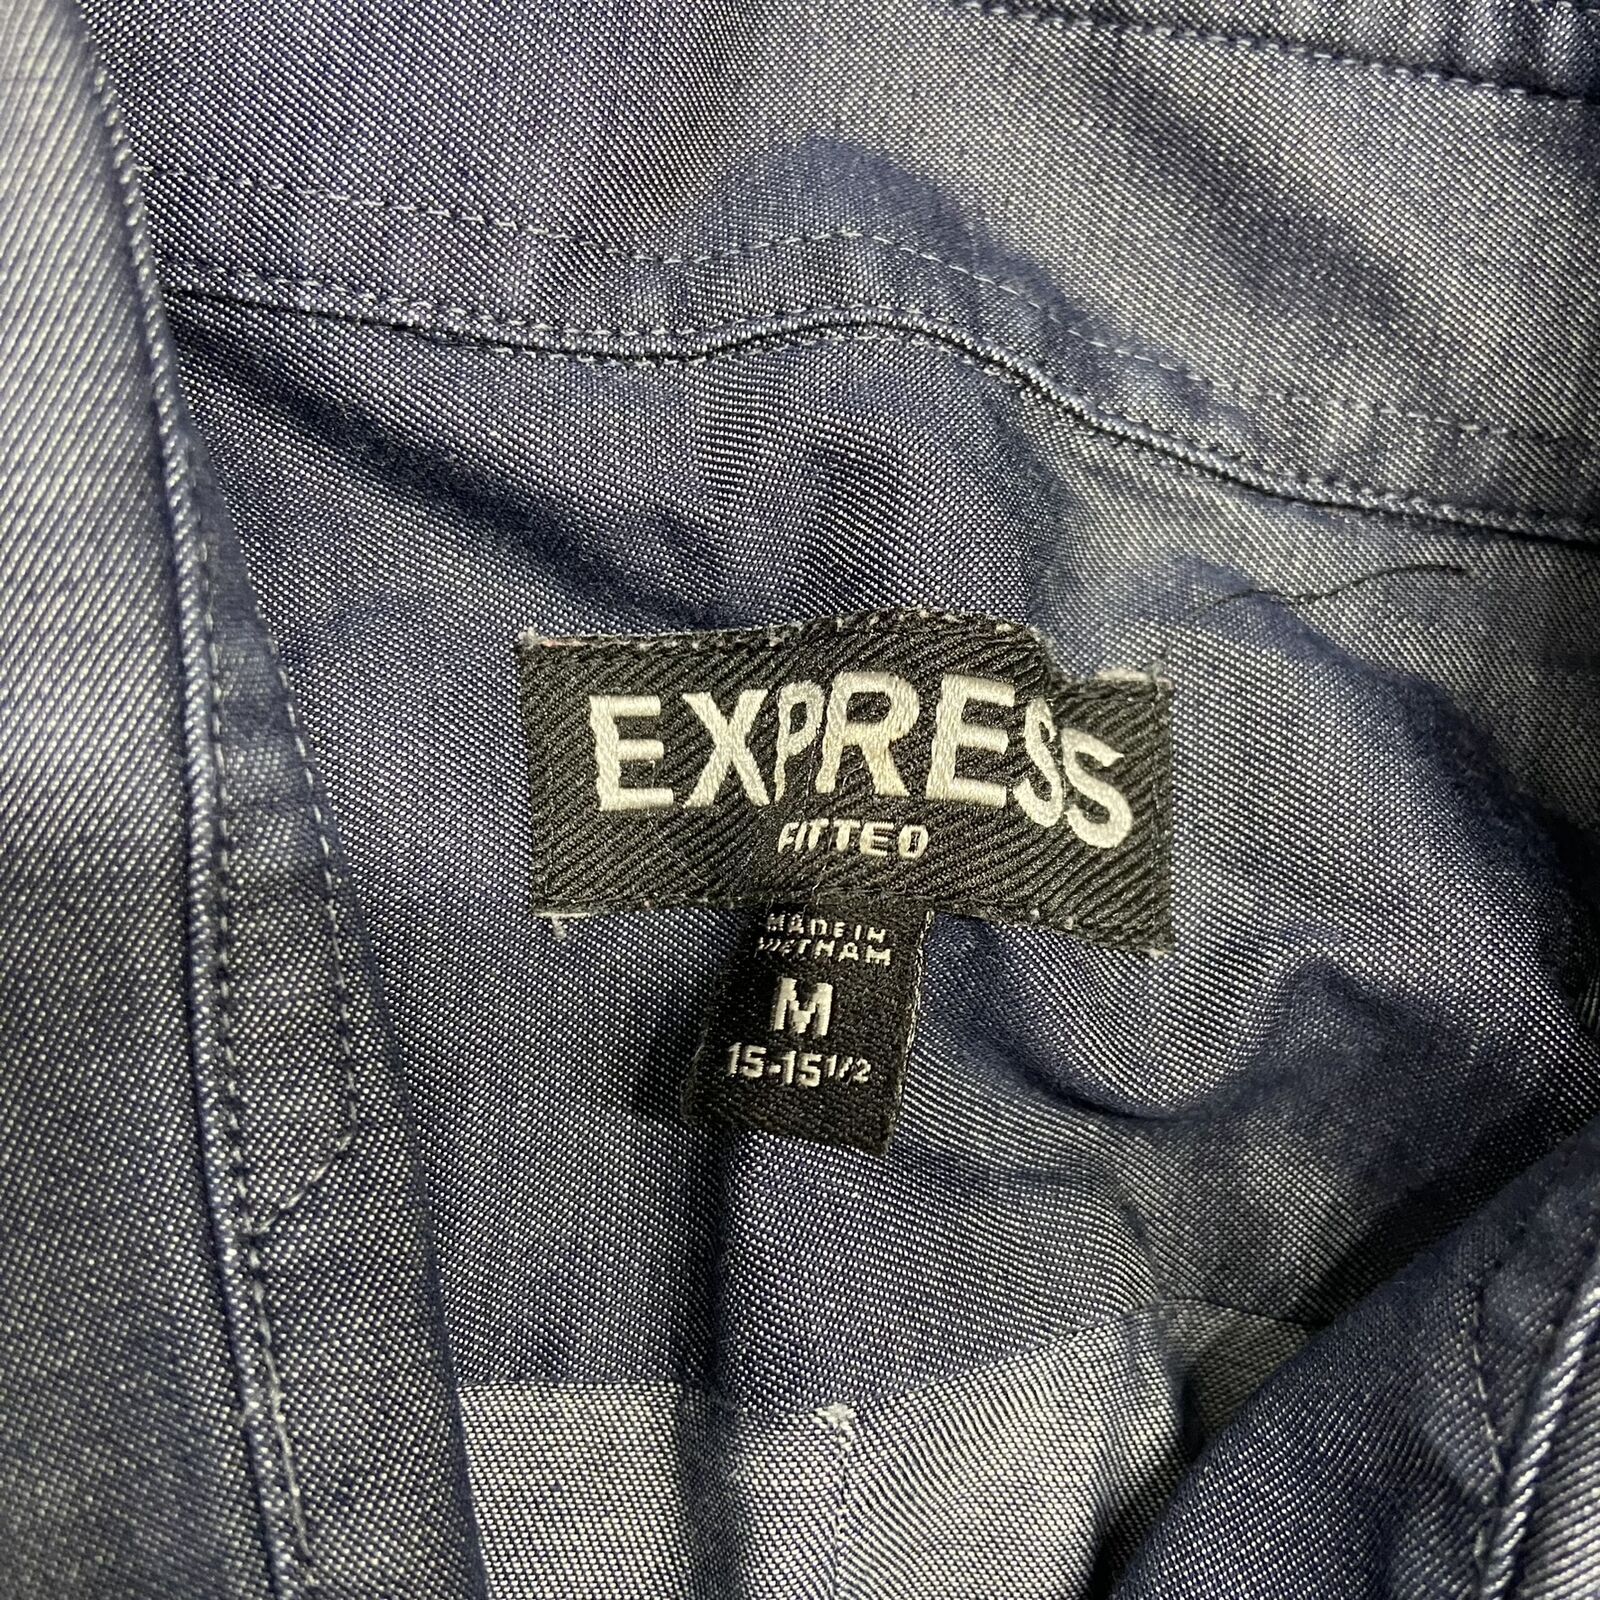 EXPRESS
FITTED
MADE IN
VIETNAM
M
15-15 1/2